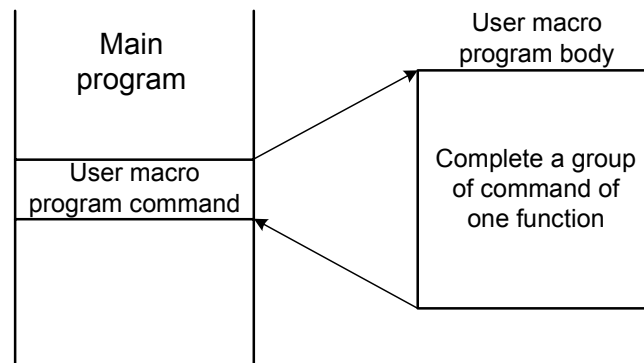 Main
program
User macro
program command
User macro
program body
Complete a group
of command of
one function